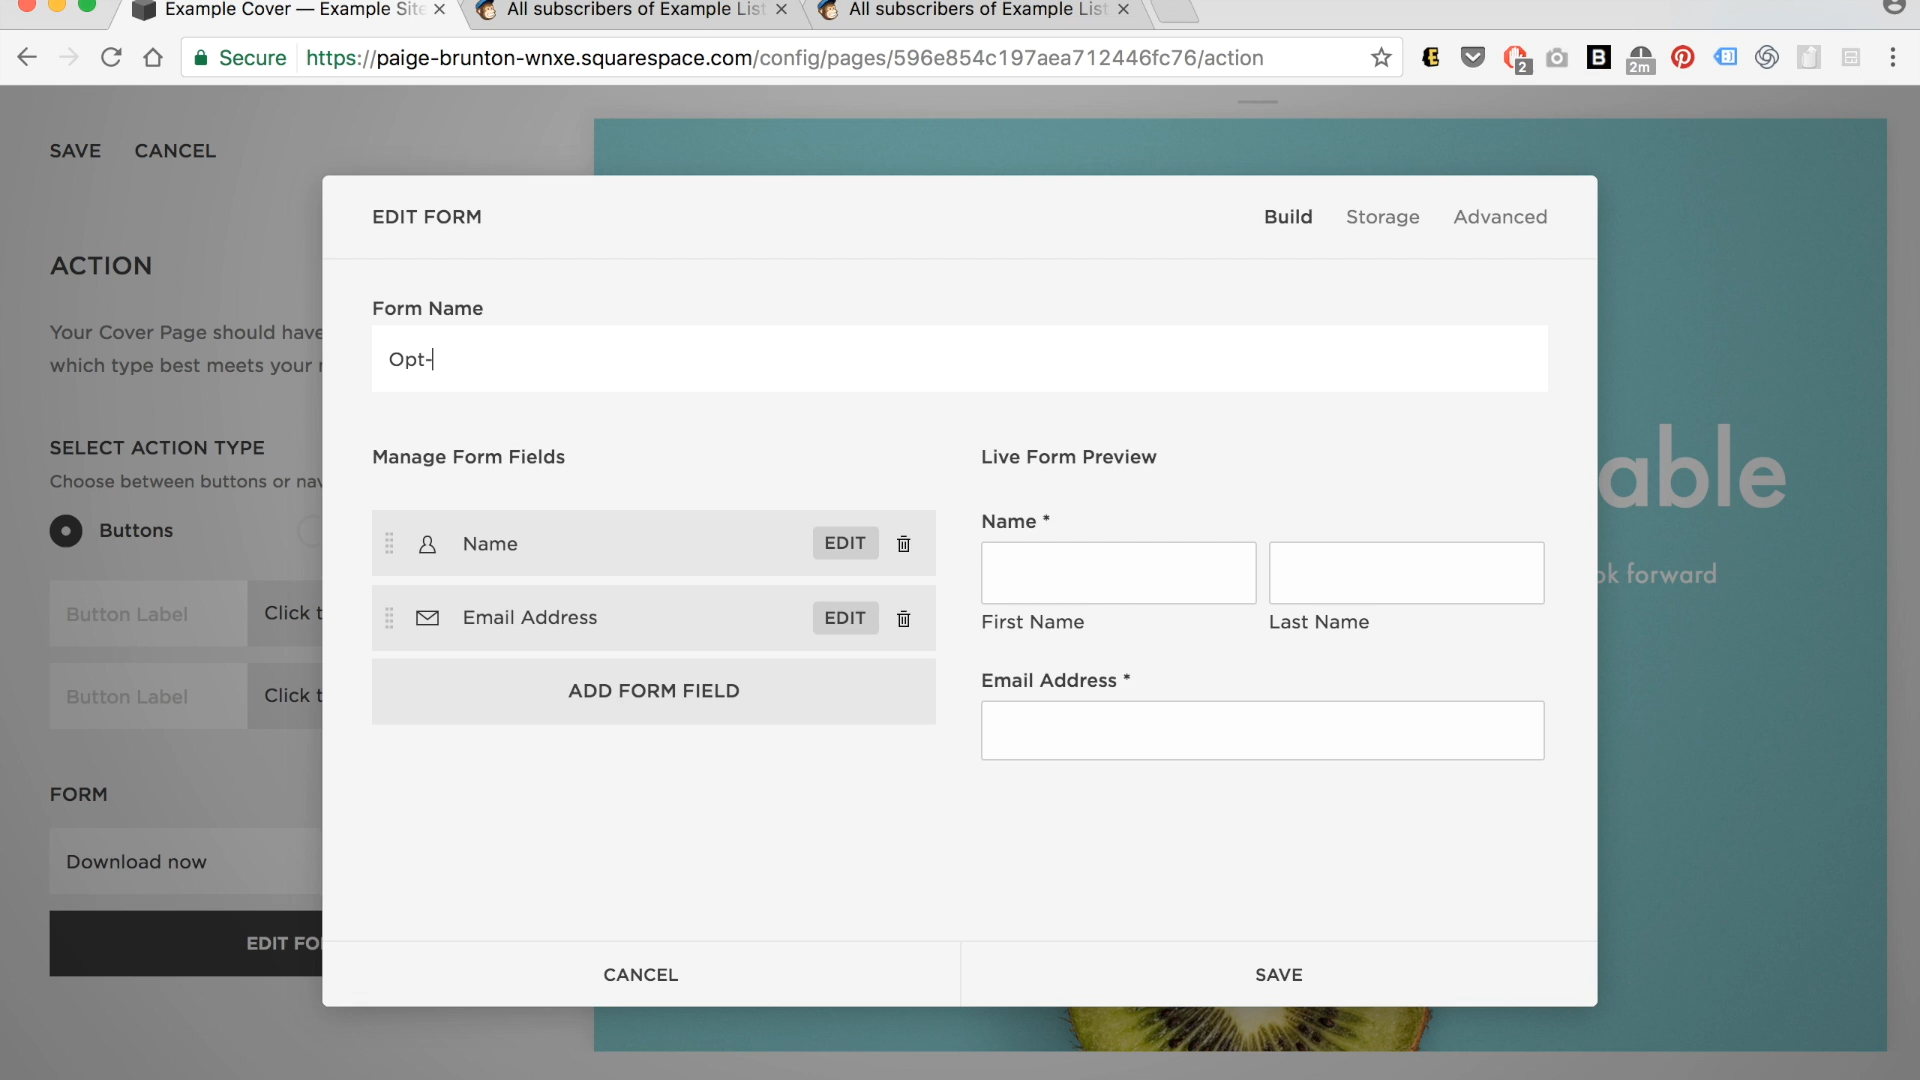 Example Cover — Example Site
All subscribers of Example List
All subscribers of Example List
Secure
https://paige-brunton-wnxe.squarespace.com/config/pages/596e854c197aea712446fc76/action
2
B
2m
SAVE CANCEL
ACTION
Your Cover Page should have
which type best meets your
SELECT ACTION TYPE
Choose between buttons or nav
Buttons
Button Label Click t
Button Label Click t
FORM
Download now
EDIT FO
EDIT FORM
Build Storage Advanced
Form Name
Opt-
Manage Form Fields
Name EDIT
Email Address EDIT
ADD FORM FIELD
Live Form Preview
Name *
First Name Last Name
Email Address *
CANCEL SAVE
able
ok forward